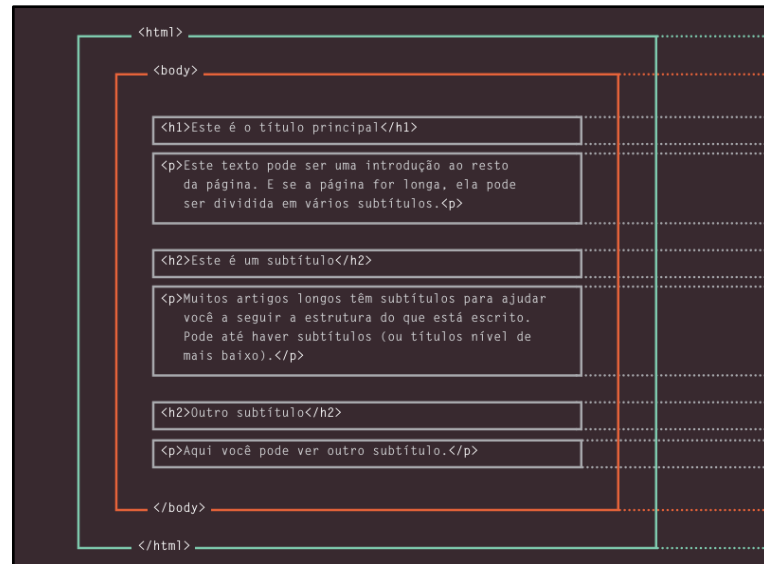 <html>
<body>
<h1>Este é o título principal</h1>
<p>Este texto pode ser uma introdução ao resto
da página. E se a página for longa, ela pode
ser dividida em vários subtítulos.<p>
<h2>Este é um subtítulo</h2>
<p>Muitos artigos longos têm subtítulos para ajudar
você a seguir a estrutura do que está escrito.
Pode até haver subtítulos (ou títulos nível de
mais baixo).</p>
<h2>Outro subtítulo</h2>
<p>Aqui você pode ver outro subtítulo.</p>
</body>
</html>